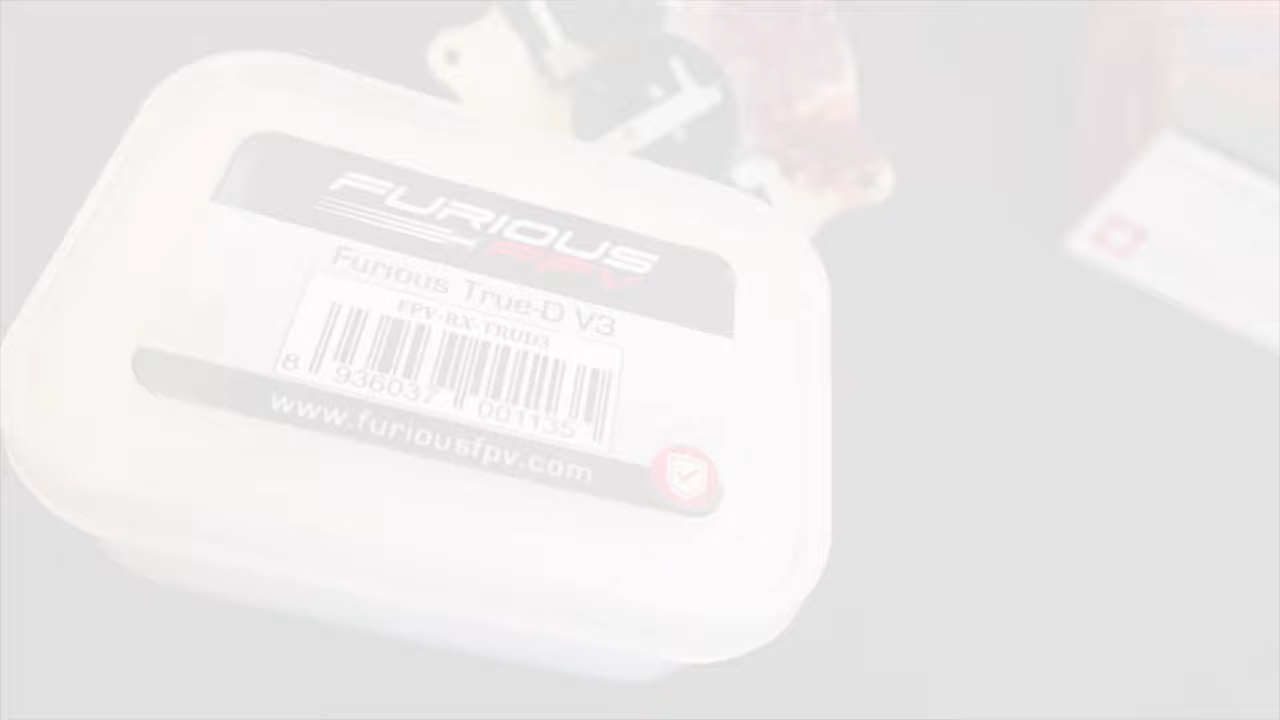 FURIOUS
FPV
Furious True-D V3
FPV-RX-TRUD3
8 936037 001135
www.furiousfpv.com